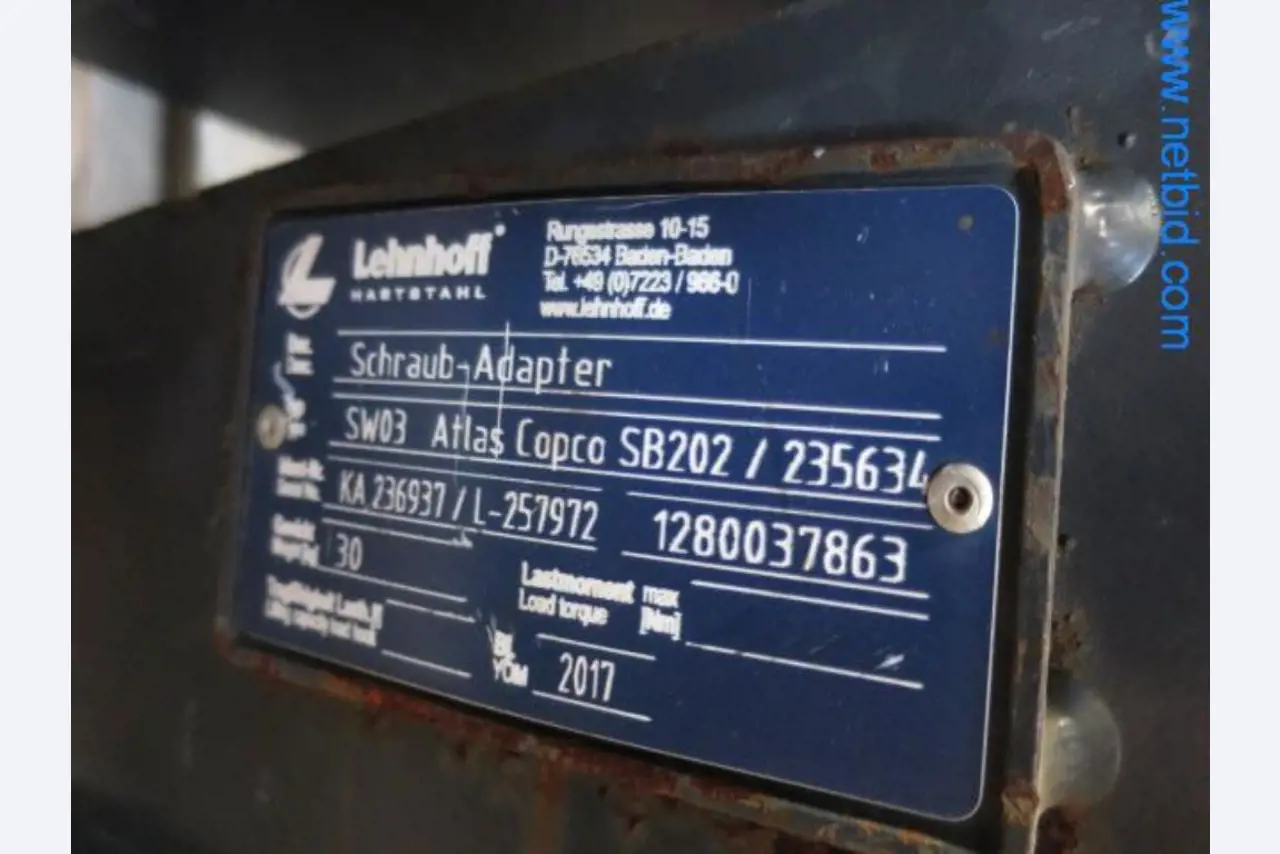 Lehnhoff®
HARTSTAHL
Rungsstrasse 10-15
D-76534 Baden-Baden
Tel. +49 (0)7223 / 966-0
www.lehnhoff.de
Schraub-Adapter
SW03 Atlas Copco SB202 / 235634
KA 236937 / L-257972
1280037863
30
Lastmoment max
Load torque [Nm]
YOM 2017
www.netbid.com